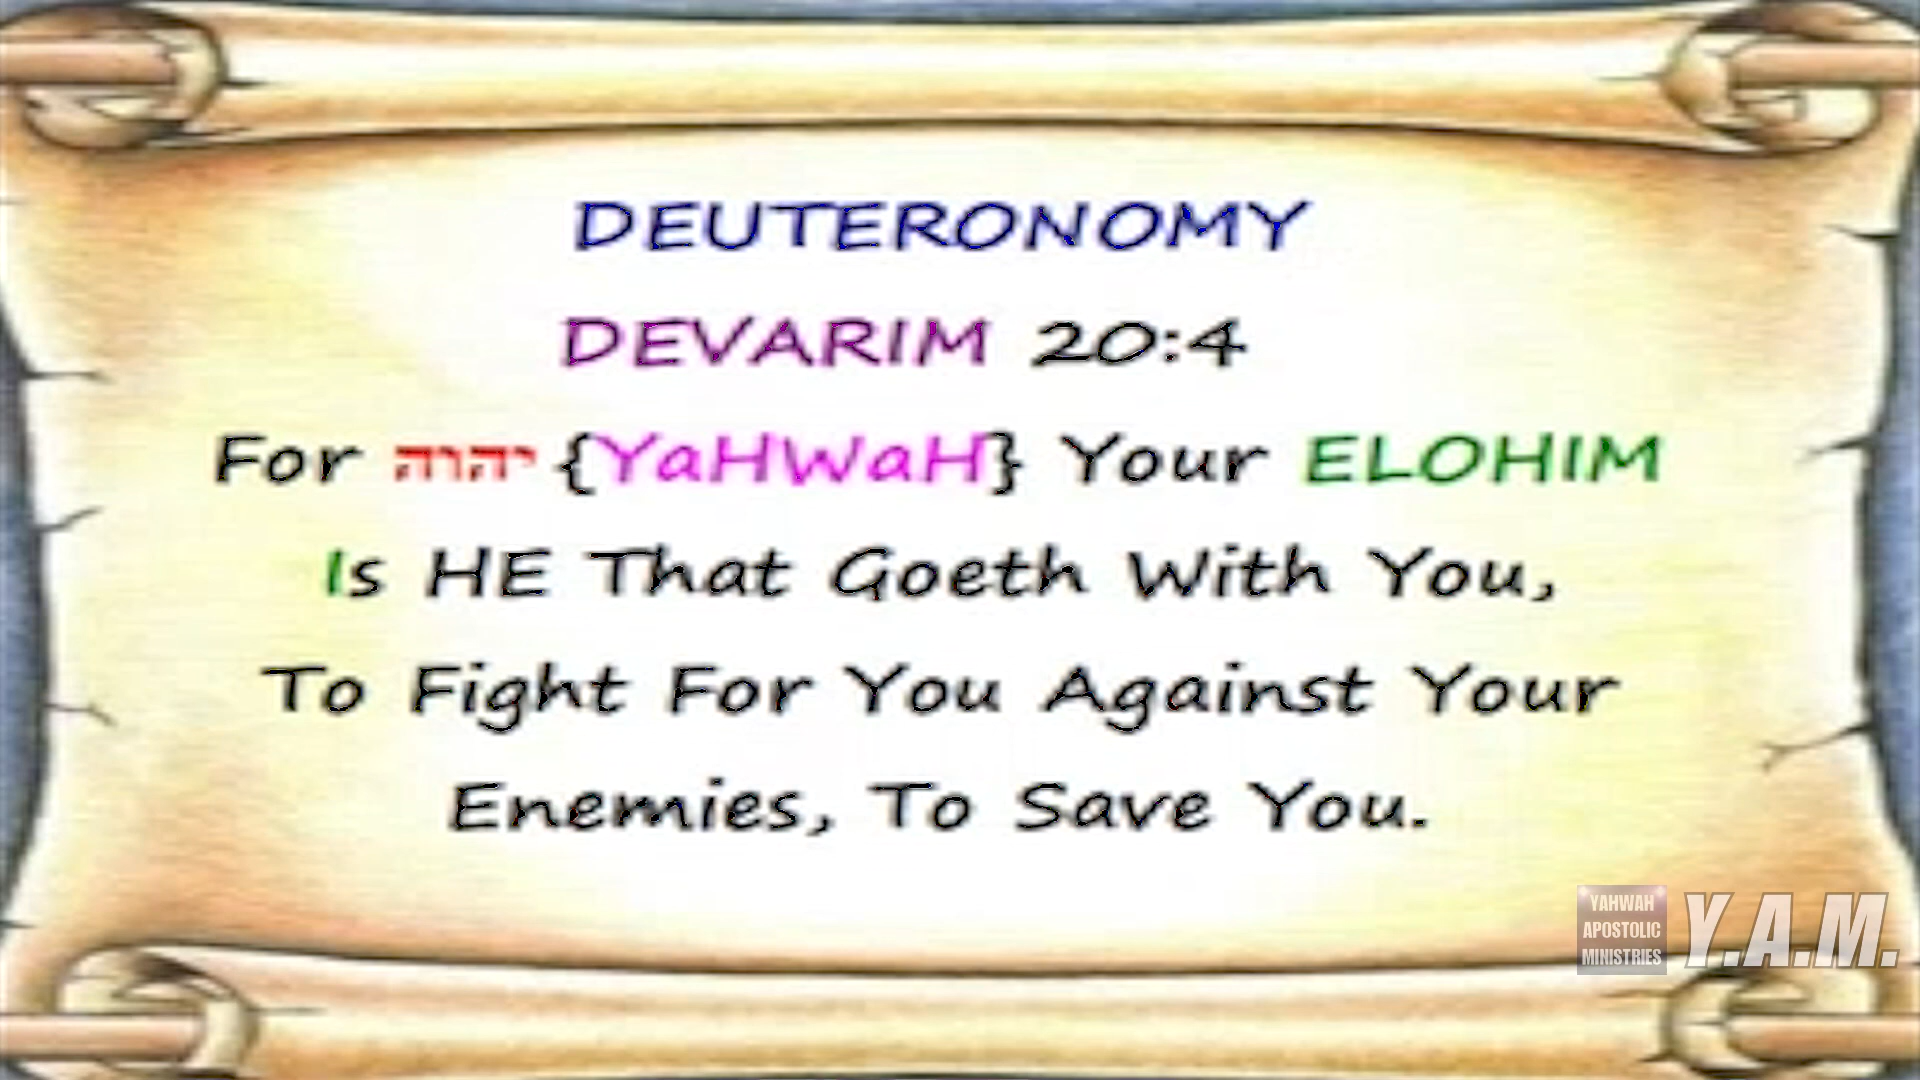 DEUTERONOMY
DEVARIM 20:4
For יהוה {YaHWaH} Your ELOHIM
Is HE That Goeth With You,
To Fight For You Against Your
Enemies, To Save You.
YAHWAH
APOSTOLIC
MINISTRIES
Y.A.M.